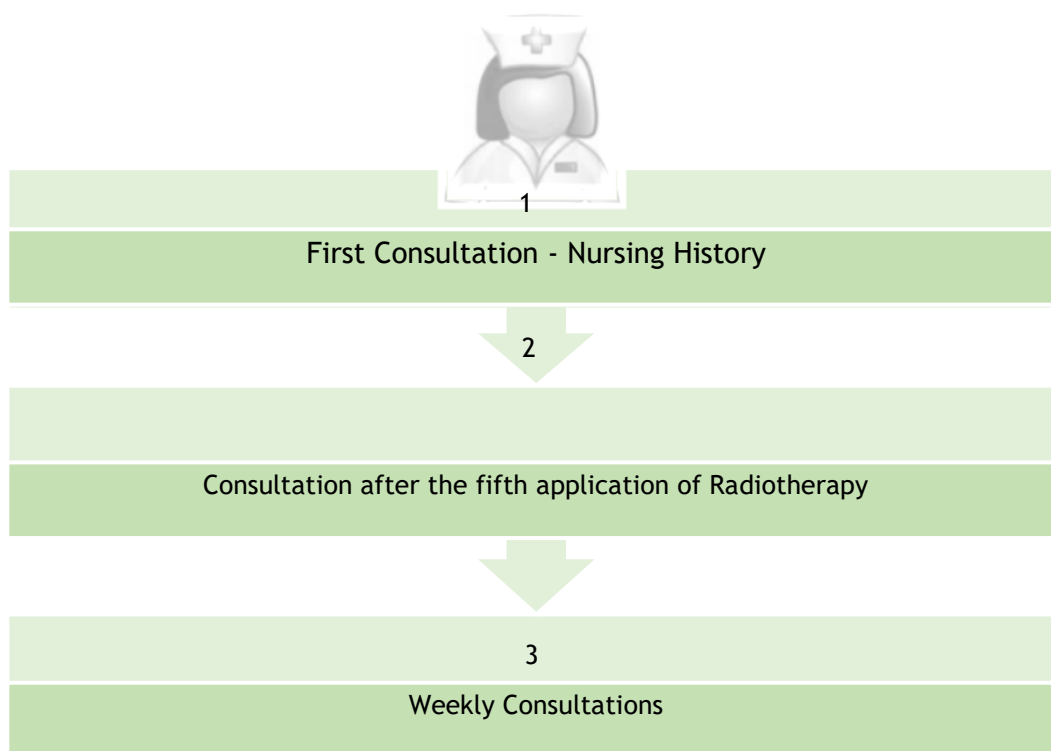 1
First Consultation - Nursing History
2
Consultation after the fifth application of Radiotherapy
3
Weekly Consultations